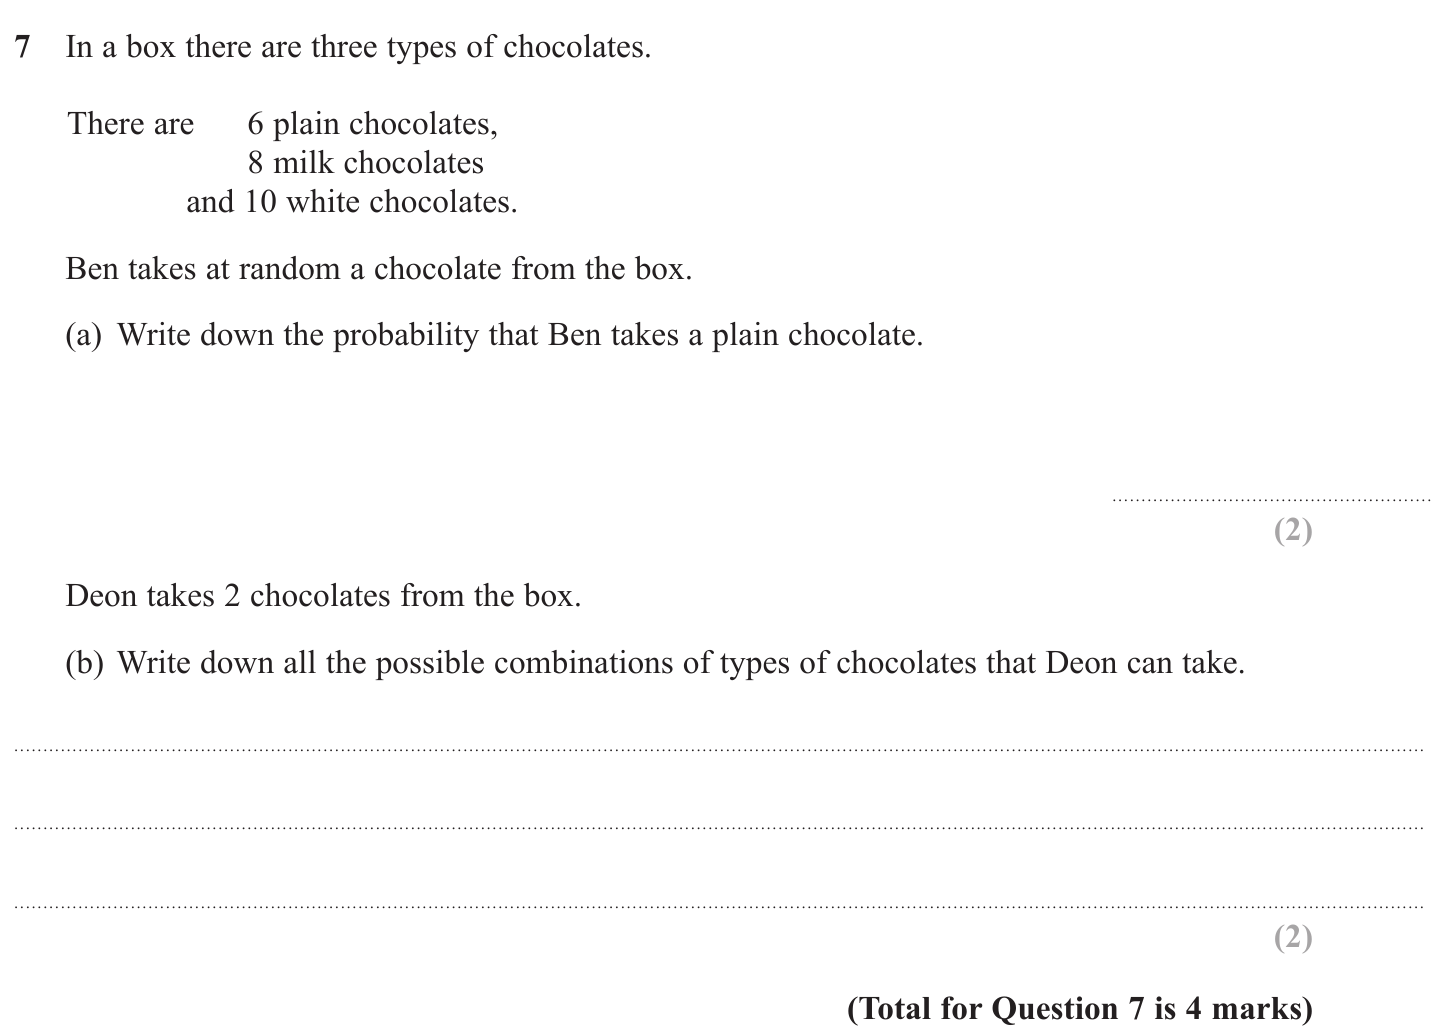 7 In a box there are three types of chocolates.
There are 6 plain chocolates,
8 milk chocolates
and 10 white chocolates.
Ben takes at random a chocolate from the box.
(a) Write down the probability that Ben takes a plain chocolate.
(2)
Deon takes 2 chocolates from the box.
(b) Write down all the possible combinations of types of chocolates that Deon can take.
(2)
(Total for Question 7 is 4 marks)